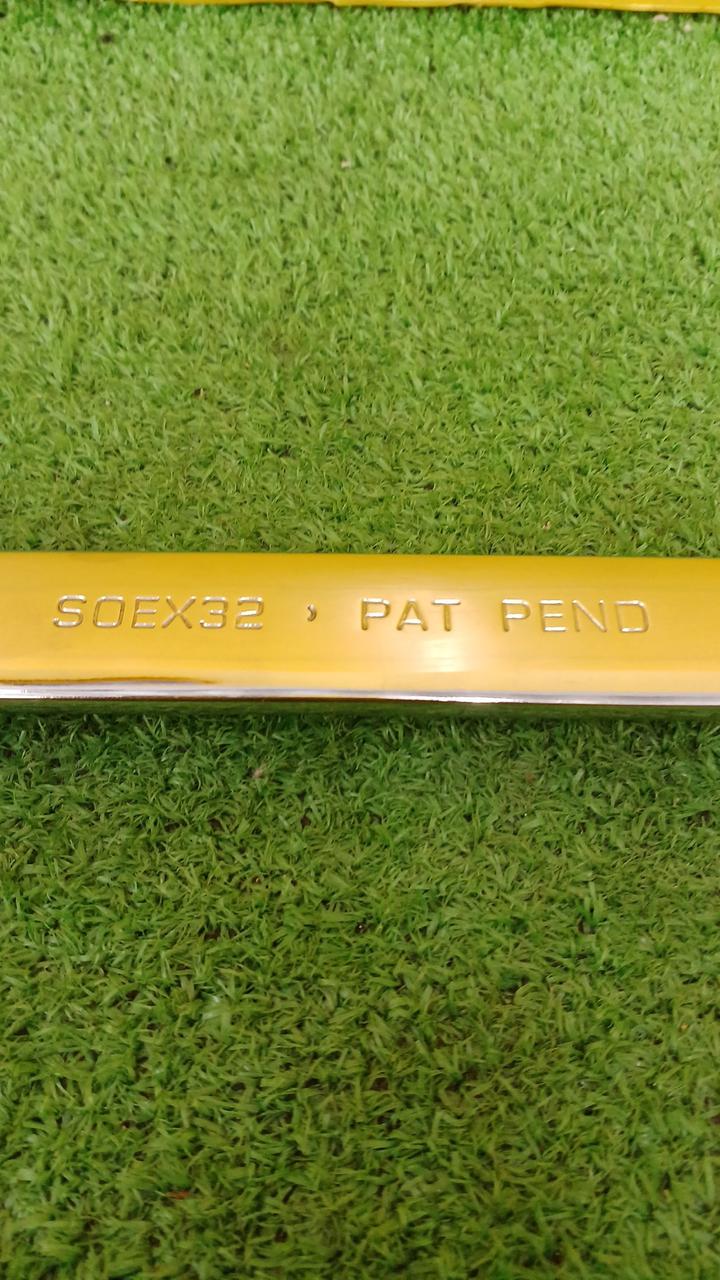 SOEX32 , PAT PEND